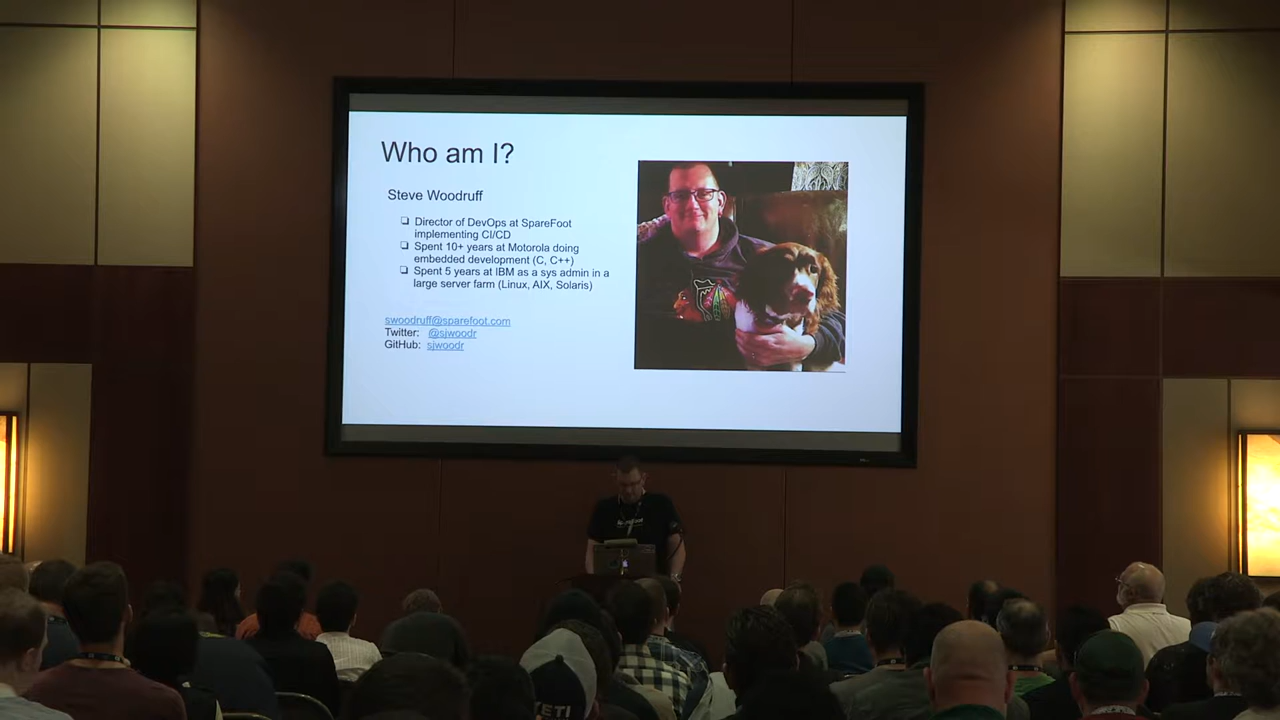 Who am I?
Steve Woodruff
Director of DevOps at SpareFoot
implementing CI/CD
Spent 10+ years at Motorola doing
embedded development (C, C++)
Spent 5 years at IBM as a sys admin in a
large server farm (Linux, AIX, Solaris)
swoodruff@sparefoot.com
Twitter: @sjwoodr
GitHub: sjwoodr
YETI